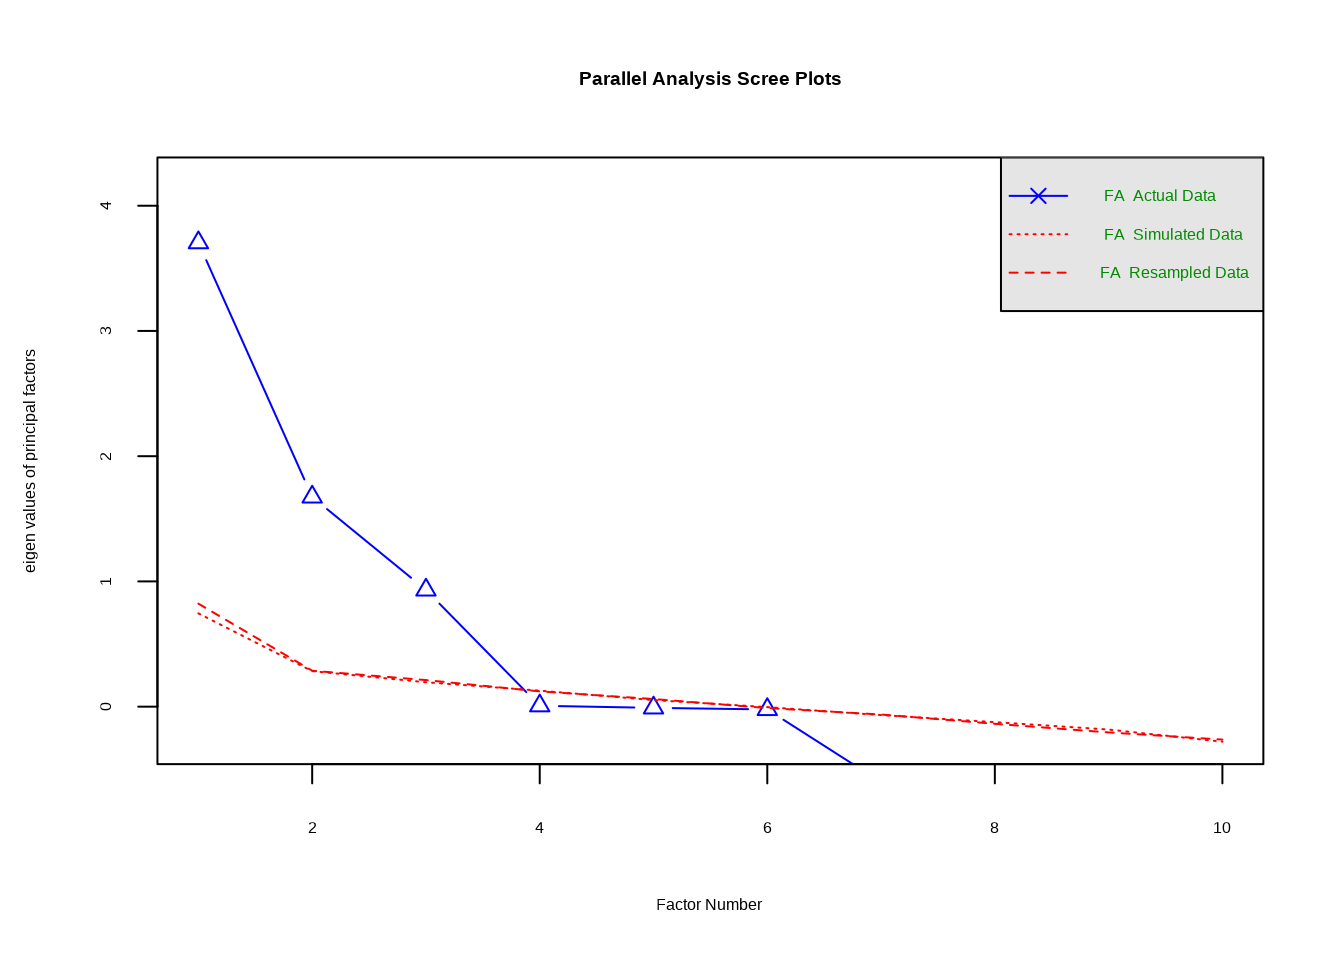 Parallel Analysis Scree Plots
FA  Actual Data
FA  Simulated Data
FA  Resampled Data
eigen values of principal factors
4
3
2
1
0
2
4
6
8
10
Factor Number